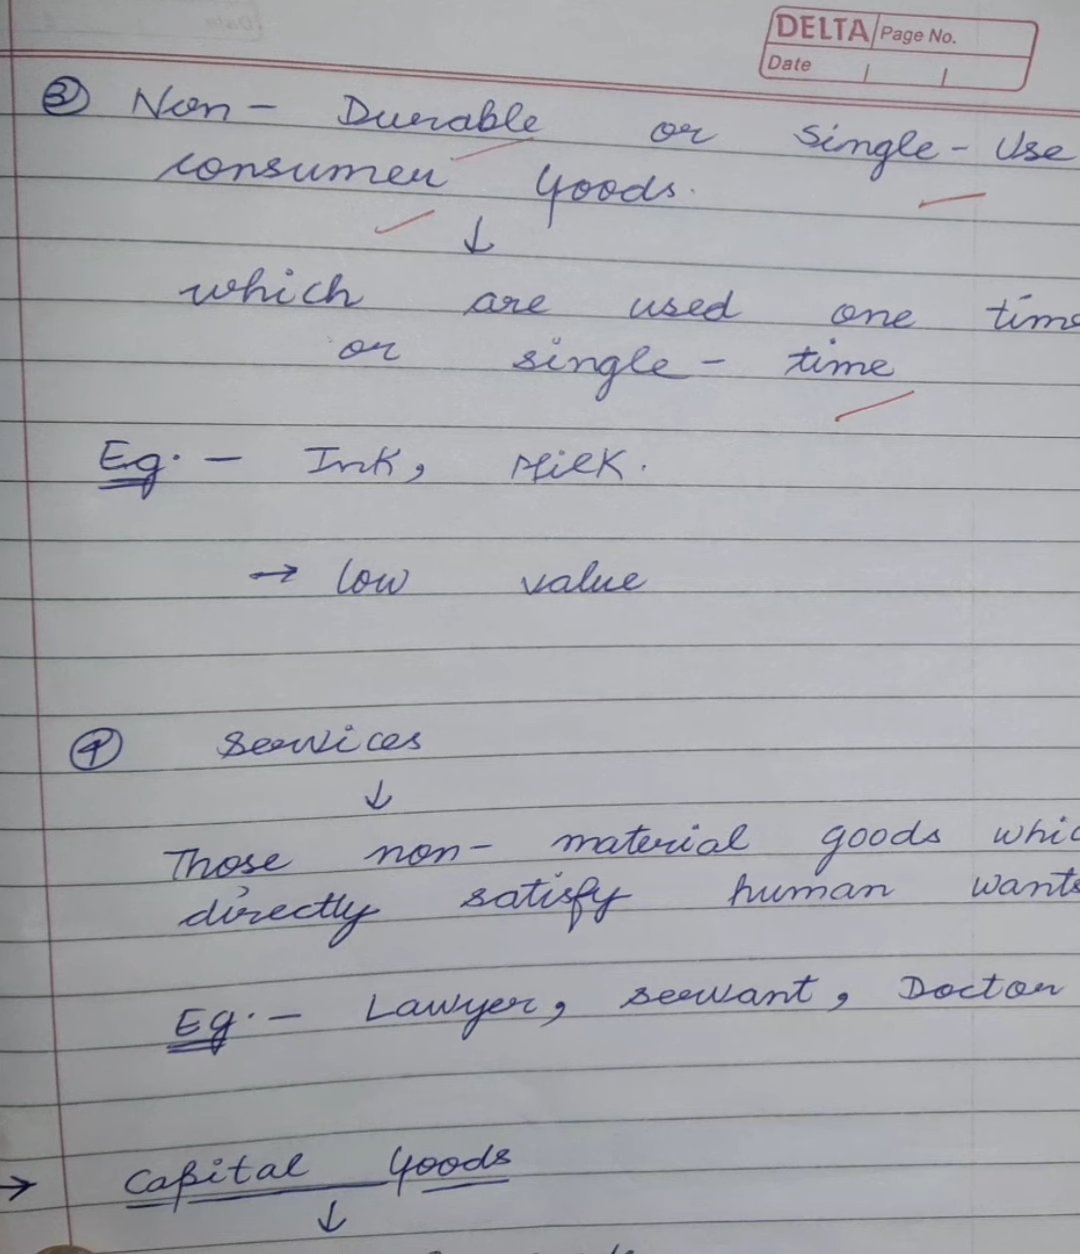 DELTA Page No.
Date
③ Non - Durable or Single - Use
consumer Goods.
↓
which are used one time
or single - time
Eg. - Ink, Milk.
→ low value
④ Services
↓
Those non - material goods whic
directly satisfy human wants
Eg. - Lawyer, servant, Doctor
→ Capital Goods
↓